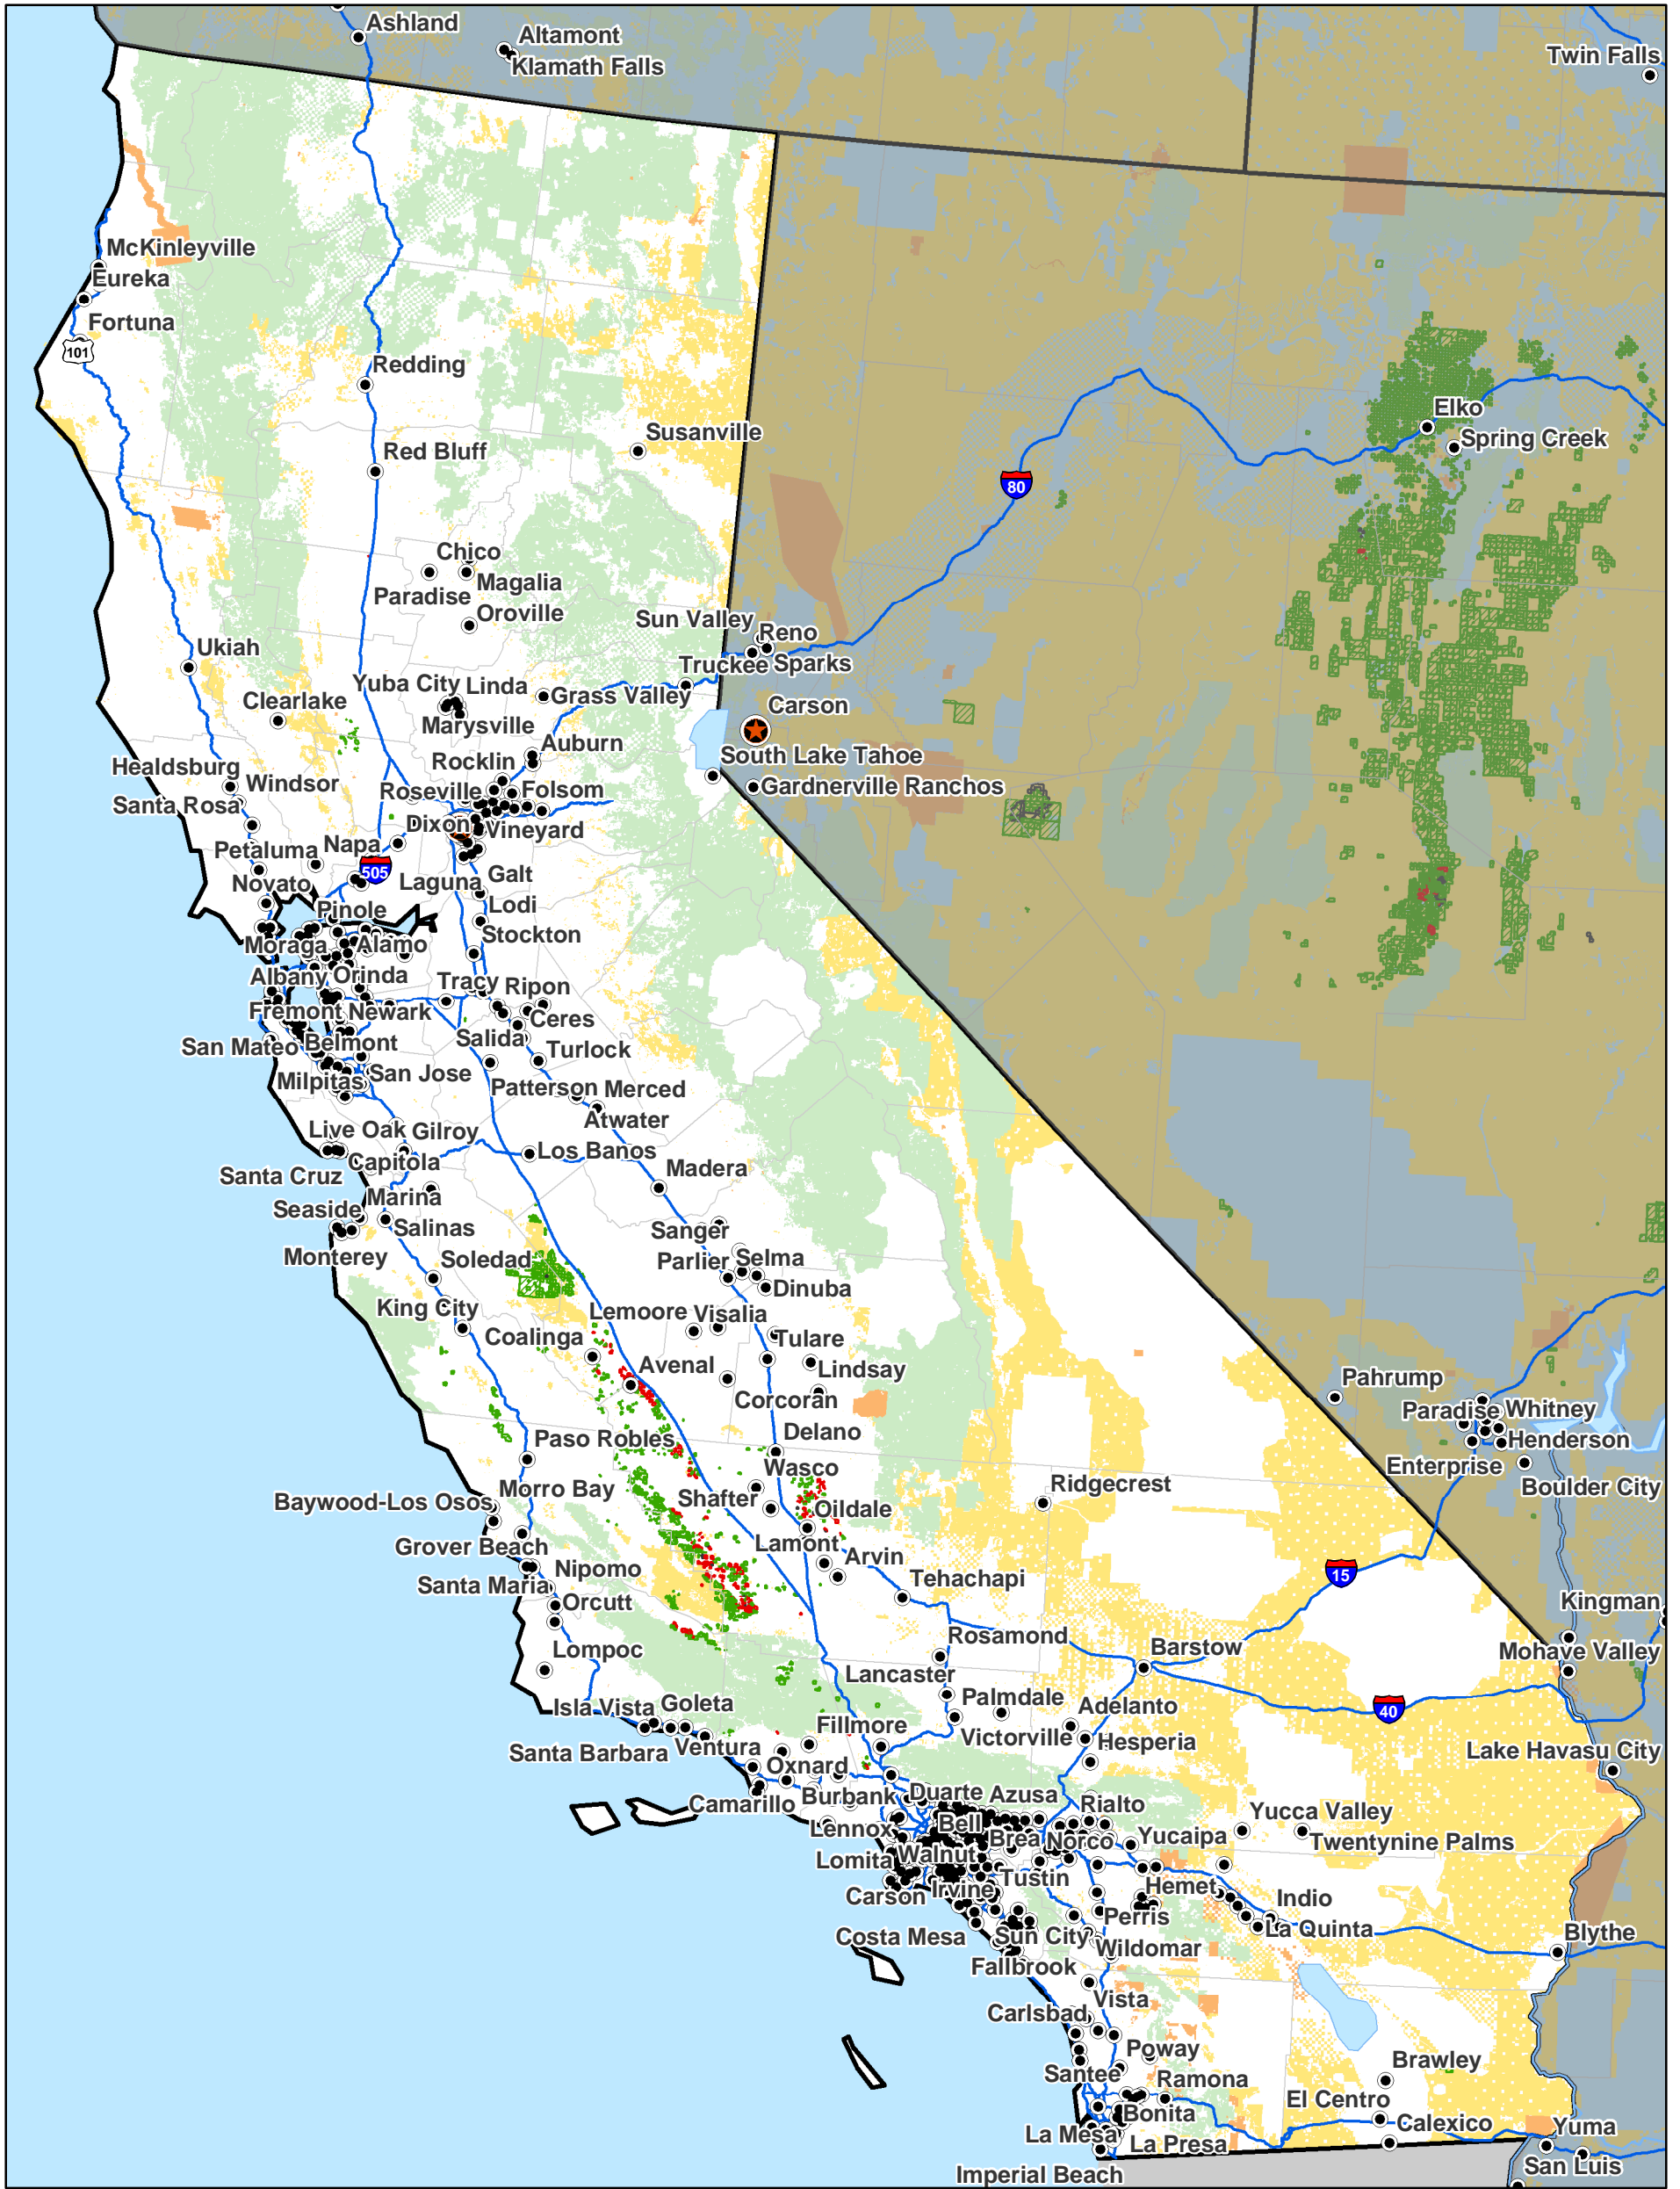 Ashland
Altamont
Klamath Falls
Twin Falls
McKinleyville
Eureka
Fortuna
101
Redding
Elko
Susanville
Spring Creek
Red Bluff
80
Chico
Magalia
Paradise
Oroville
Sun Valley
Reno
Ukiah
Truckee
Sparks
Yuba City
Linda
Grass Valley
Clearlake
Carson
Marysville
Auburn
South Lake Tahoe
Rocklin
Healdsburg
Windsor
Roseville
Folsom
Gardnerville Ranchos
Santa Rosa
Dixon
Vineyard
Petaluma
Napa
505
Galt
Novato
Laguna
Lodi
Pinole
Stockton
Moraga
Alamo
Albany
Orinda
Tracy
Ripon
Fremont
Newark
Ceres
San Mateo
Belmont
Salida
Turlock
Milpitas
San Jose
Patterson
Merced
Atwater
Live Oak
Gilroy
Los Banos
Capitola
Santa Cruz
Madera
Marina
Seaside
Salinas
Sanger
Monterey
Soledad
Parlier
Selma
Dinuba
King City
Lemoore
Visalia
Coalinga
Tulare
Avenal
Lindsay
Pahrump
Corcoran
Paradise
Whitney
Delano
Paso Robles
Henderson
Wasco
Enterprise
Ridgecrest
Boulder City
Baywood-Los Osos
Morro Bay
Shafter
Oildale
Grover Beach
Lamont
Arvin
Nipomo
15
Santa Maria
Tehachapi
Orcutt
Kingman
Rosamond
Barstow
Mohave Valley
Lompoc
Lancaster
Isla Vista
Goleta
Palmdale
Adelanto
40
Fillmore
Victorville
Hesperia
Santa Barbara
Ventura
Lake Havasu City
Oxnard
Camarillo
Burbank
Duarte
Azusa
Rialto
Yucca Valley
Lennox
Bell
Brea
Norco
Yucaipa
Twentynine Palms
Lomita
Walnut
Tustin
Carson
Irvine
Hemet
Indio
Perris
La Quinta
Costa Mesa
Sun City
Wildomar
Blythe
Fallbrook
Vista
Carlsbad
Poway
Brawley
Santee
Ramona
El Centro
Bonita
Calexico
La Mesa
La Presa
Yuma
San Luis
Imperial Beach